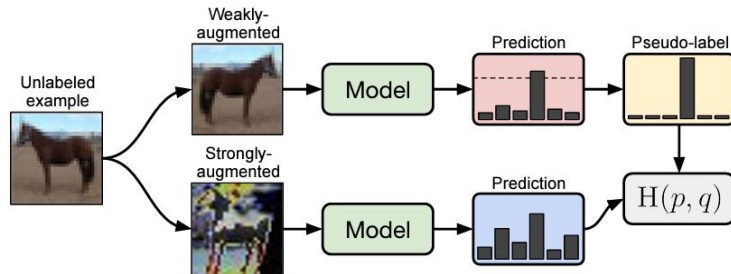 Weakly-
augmented
Unlabeled
example
Model
Prediction
Pseudo-label
Strongly-
augmented
Model
Prediction
H(p, q)